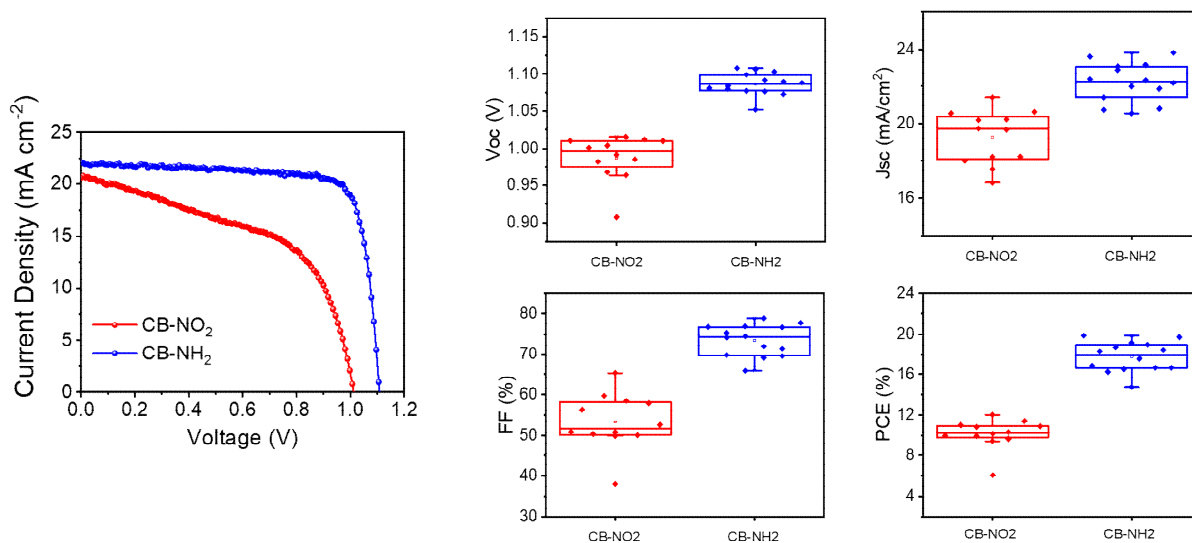 Current Density (mA cm⁻²)
25
20
15
10
5
0
0.0 0.2 0.4 0.6 0.8 1.0 1.2
Voltage (V)
CB-NO₂
CB-NH₂
Voc (V)
1.15
1.10
1.05
1.00
0.95
0.90
CB-NO2 CB-NH2
Jsc (mA/cm²)
24
20
16
CB-NO2 CB-NH2
FF (%)
80
70
60
50
40
30
CB-NO2 CB-NH2
PCE (%)
24
20
16
12
8
4
CB-NO2 CB-NH2